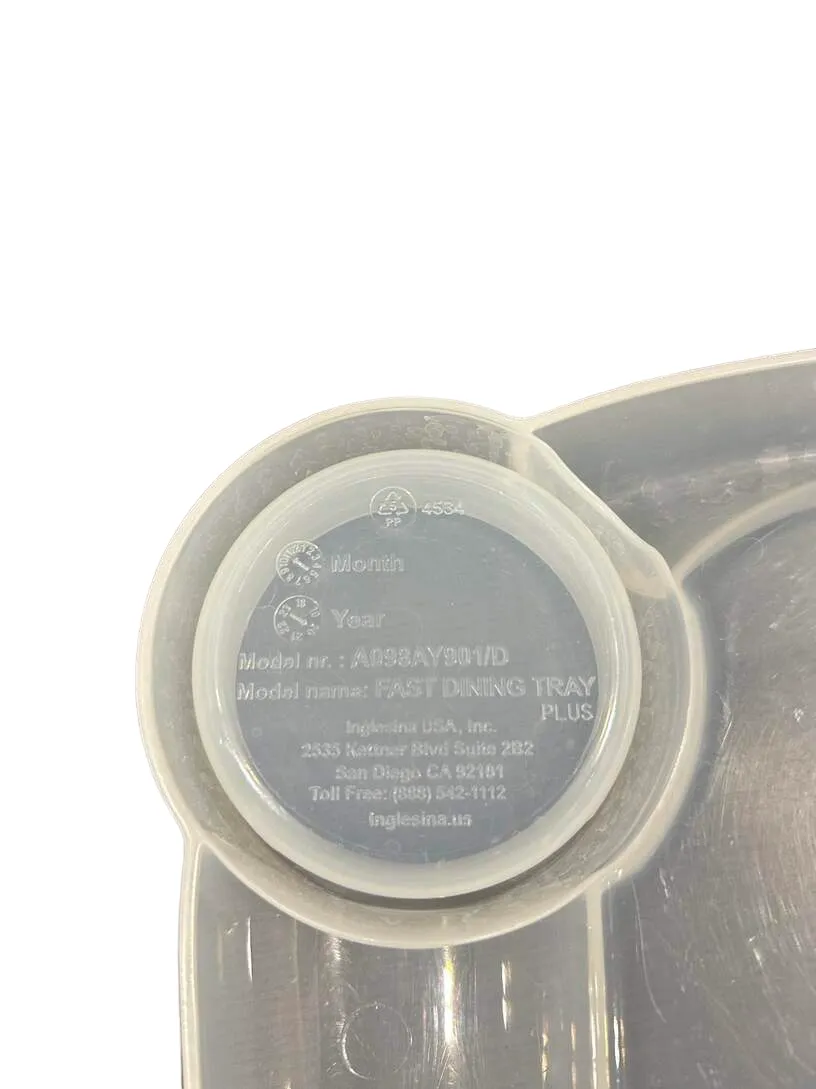 PP 4534
Month
Year
Model nr. : A098AY901/D
Model name: FAST DINING TRAY
PLUS
Inglesina USA, Inc.
2535 Kettner Blvd Suite 2B2
San Diego CA 92101
Toll Free: (888) 542-1112
inglesina.us